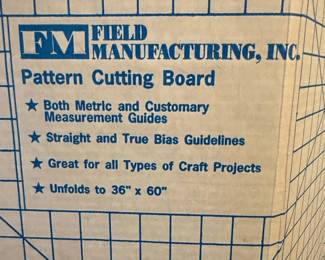 FM FIELD
MANUFACTURING, INC.
Pattern Cutting Board
★ Both Metric and Customary
Measurement Guides
★ Straight and True Bias Guidelines
★ Great for all Types of Craft Projects
★ Unfolds to 36" x 60"